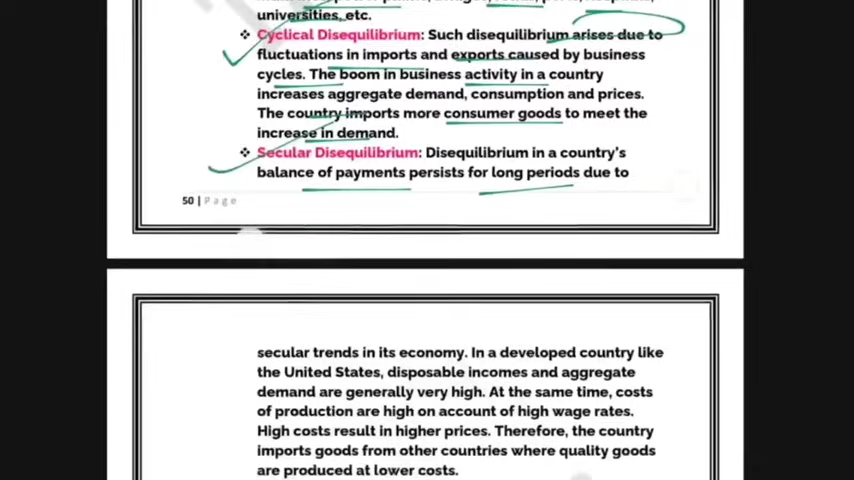 universities, etc.
❖ Cyclical Disequilibrium: Such disequilibrium arises due to
fluctuations in imports and exports caused by business
cycles. The boom in business activity in a country
increases aggregate demand, consumption and prices.
The country imports more consumer goods to meet the
increase in demand.
❖ Secular Disequilibrium: Disequilibrium in a country's
balance of payments persists for long periods due to
50 | Page
secular trends in its economy. In a developed country like
the United States, disposable incomes and aggregate
demand are generally very high. At the same time, costs
of production are high on account of high wage rates.
High costs result in higher prices. Therefore, the country
imports goods from other countries where quality goods
are produced at lower costs.